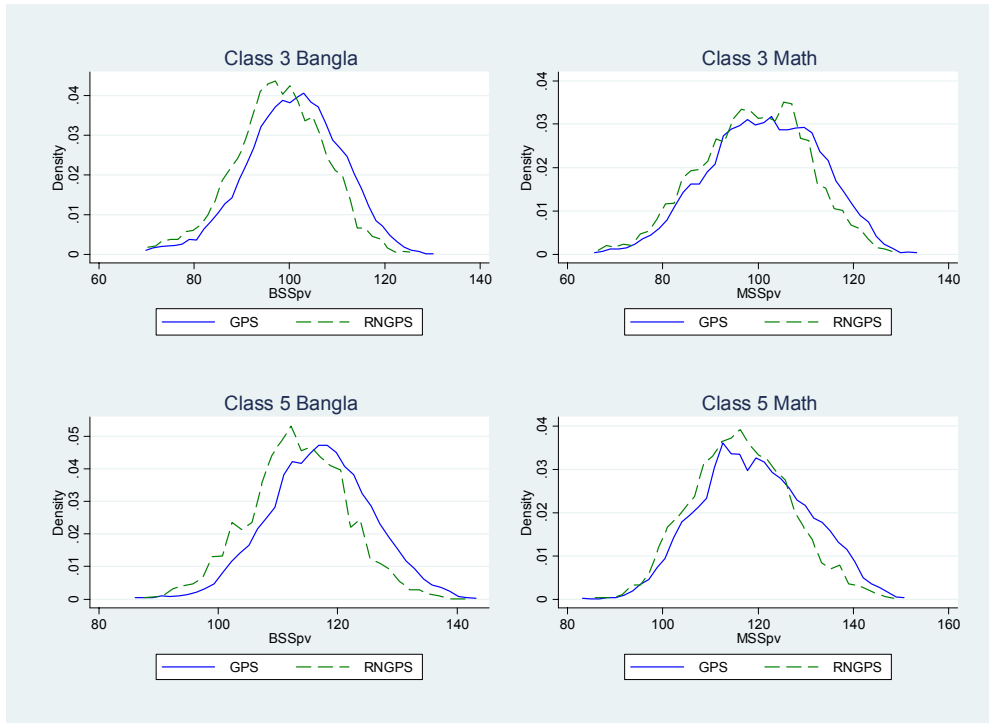 Class 3 Bangla
Density
.04
.03
.02
.01
0
60 80 100 120 140
BSSpv
GPS RNGPS
Class 3 Math
Density
.04
.03
.02
.01
0
60 80 100 120 140
MSSpv
GPS RNGPS
Class 5 Bangla
Density
.05
.04
.03
.02
.01
0
80 100 120 140
BSSpv
GPS RNGPS
Class 5 Math
Density
.04
.03
.02
.01
0
80 100 120 140 160
MSSpv
GPS RNGPS